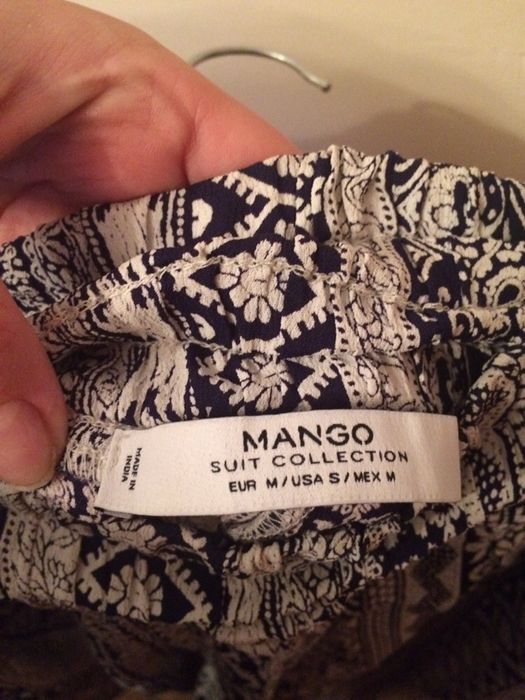 MANGO
SUIT COLLECTION
EUR M / USA S / MEX M
MADE IN
INDIA